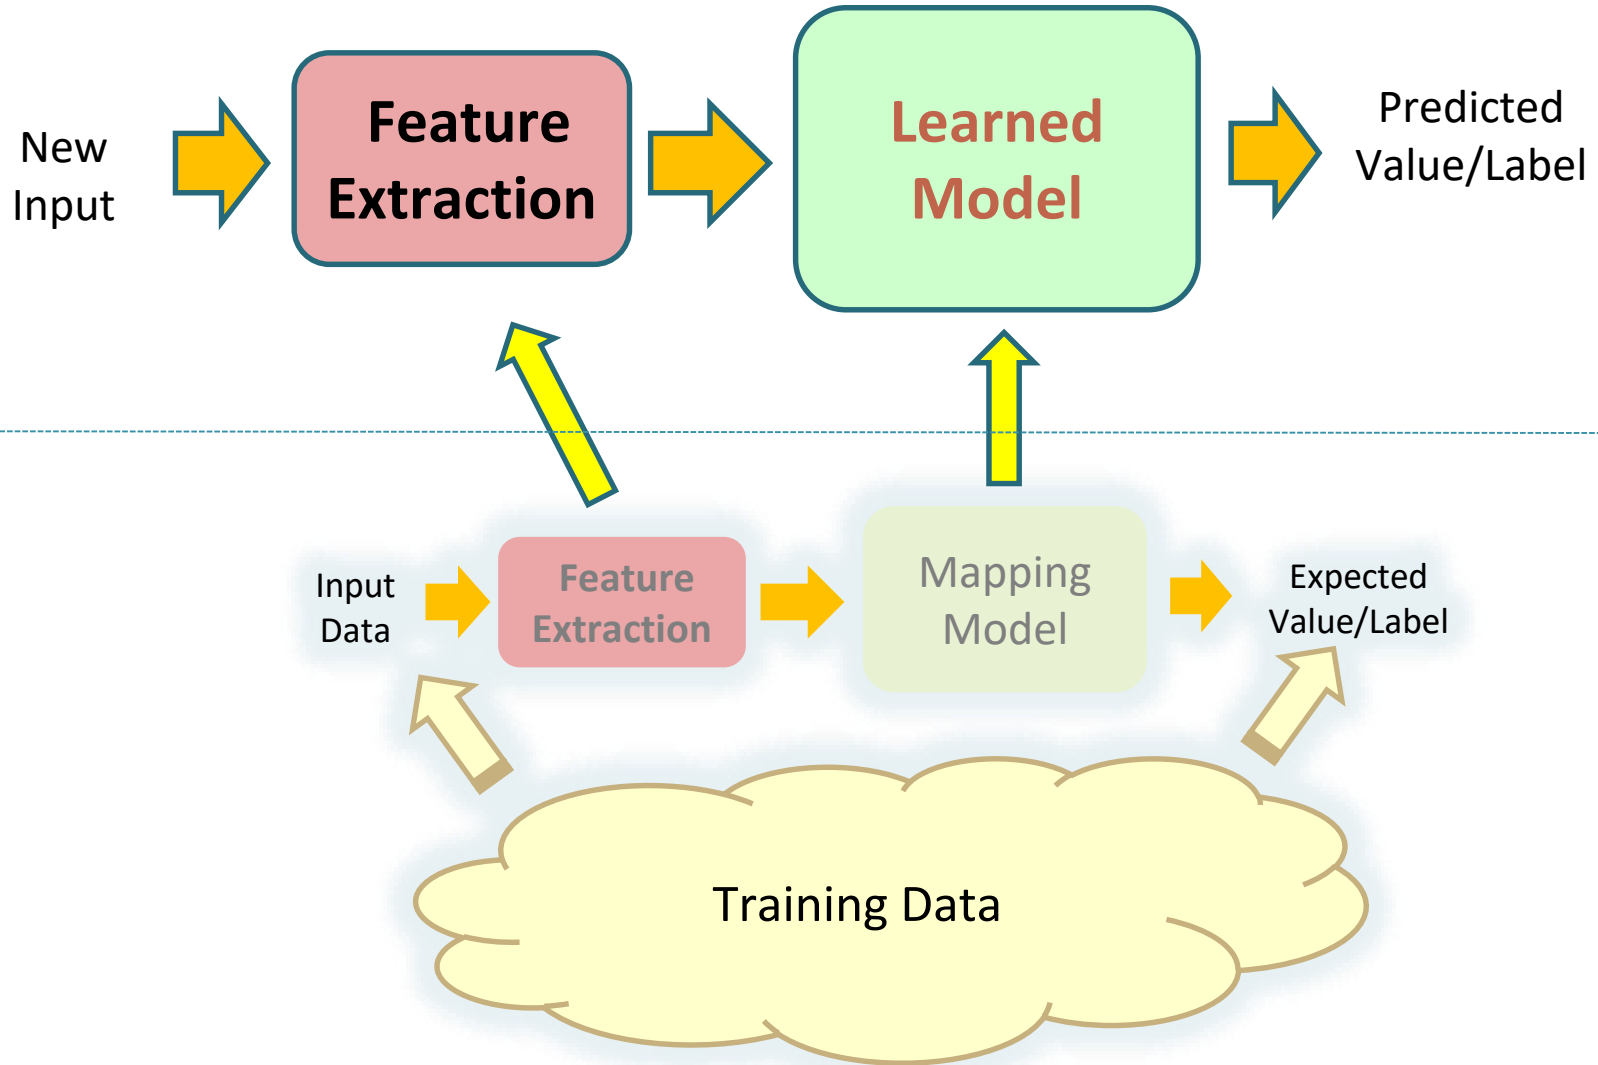 New
Input
Feature
Extraction
Learned
Model
Predicted
Value/Label
Input
Data
Feature
Extraction
Mapping
Model
Expected
Value/Label
Training Data